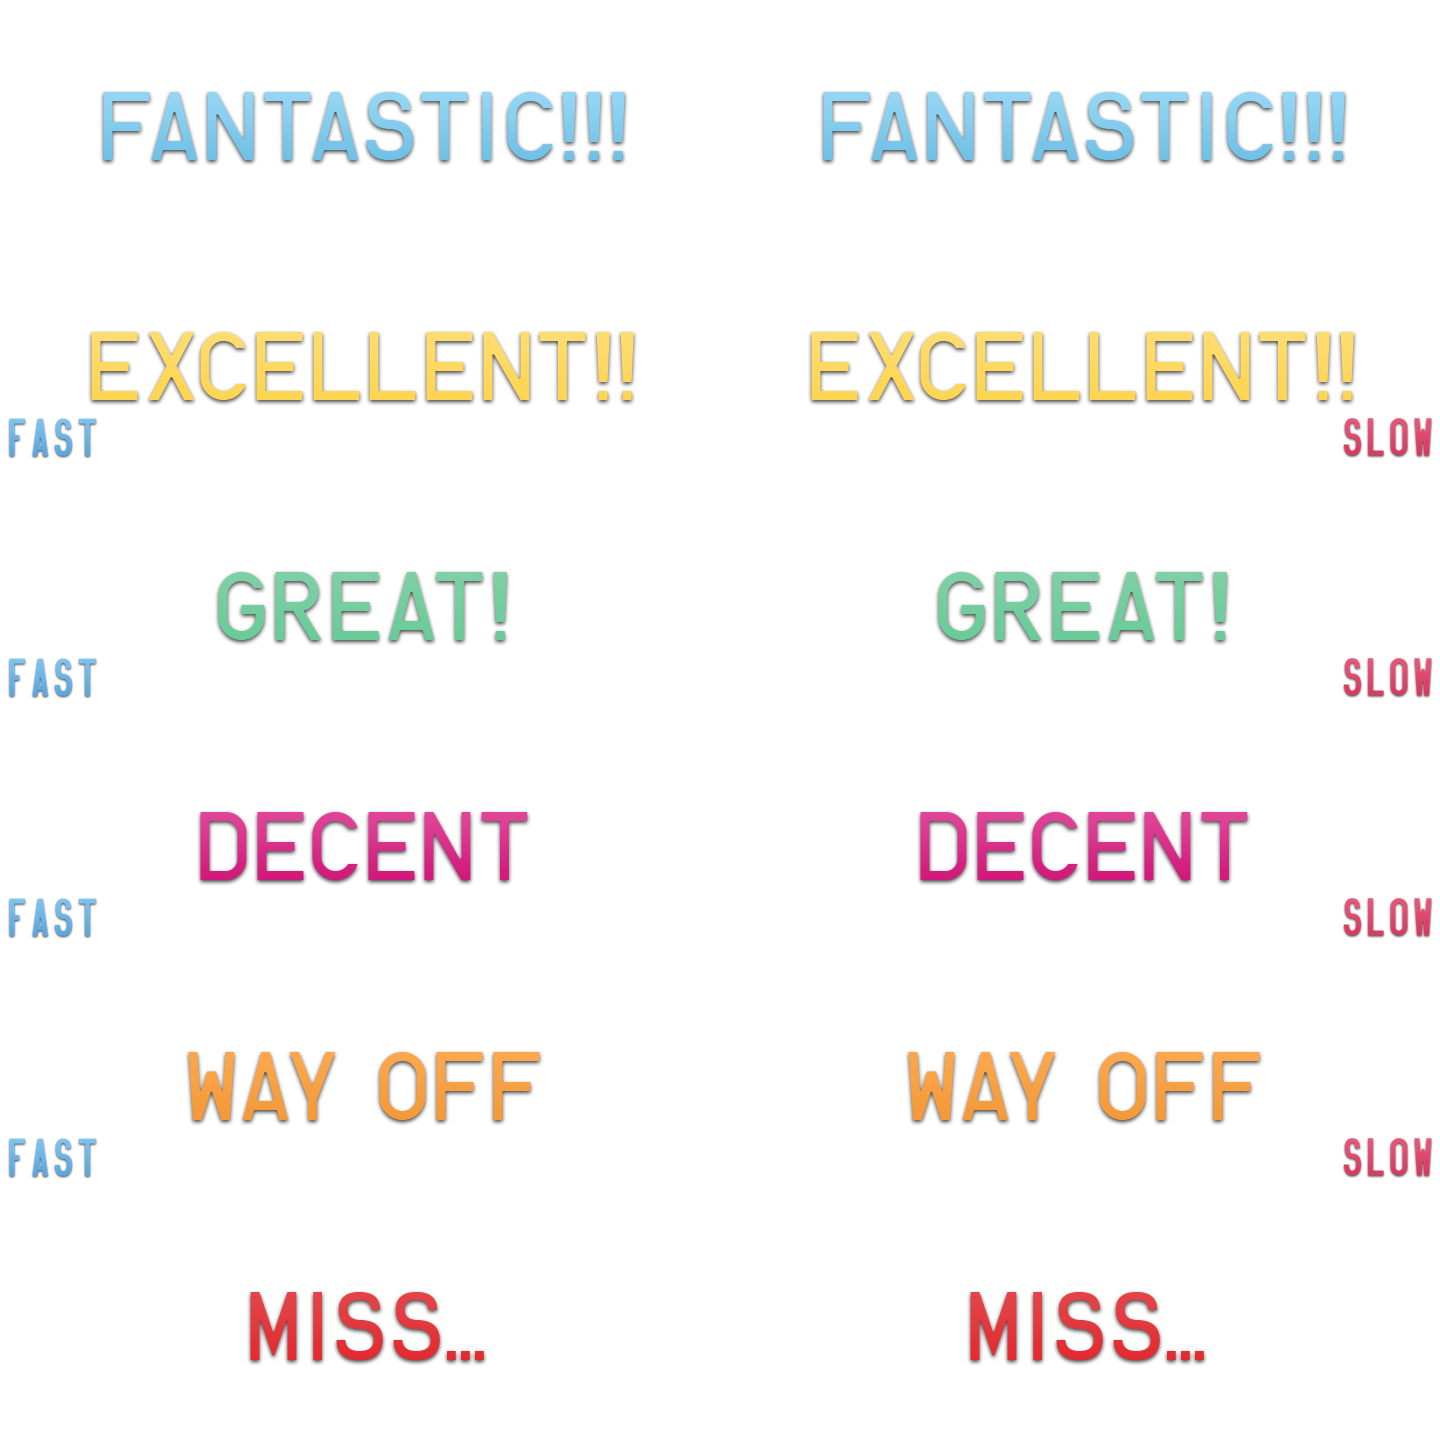 FANTASTIC!!! FANTASTIC!!!
EXCELLENT!! EXCELLENT!!
FAST SLOW
GREAT! GREAT!
FAST SLOW
DECENT DECENT
FAST SLOW
WAY OFF WAY OFF
FAST SLOW
MISS... MISS...